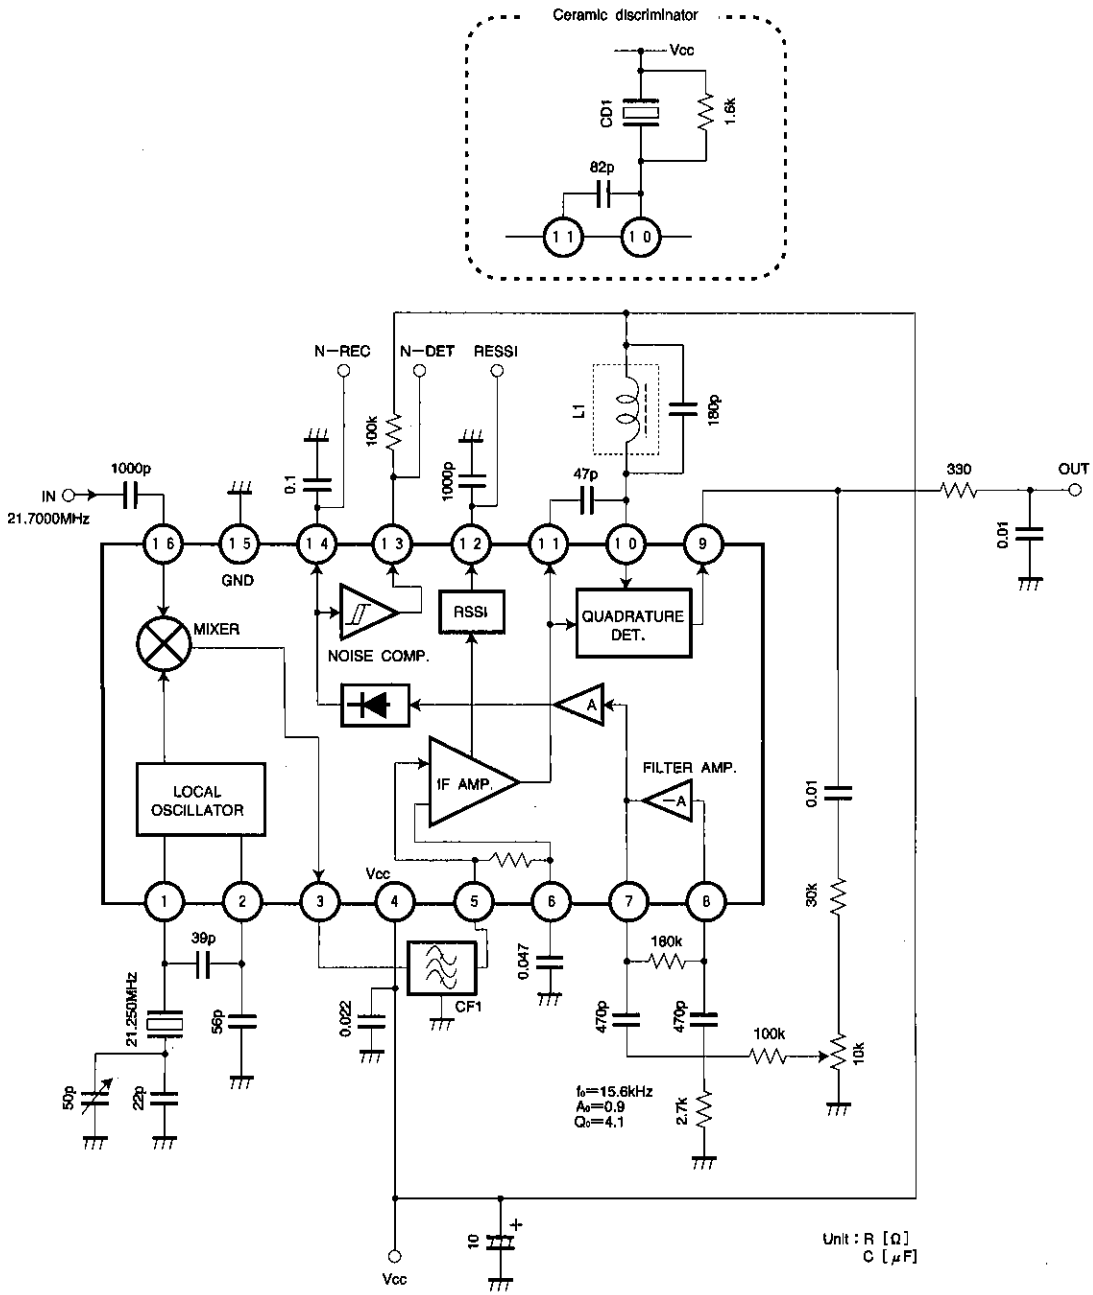 Ceramic discriminator
Vcc
CD1
1.6k
82p
11
10
N-REC
N-DET
RESSI
100k
L1
180p
1000p
IN
21.7000MHz
0.1
1000p
47p
330
OUT
0.01
16
15
14
13
12
11
10
9
GND
MIXER
NOISE COMP.
RSSI
QUADRATURE
DET.
A
LOCAL
OSCILLATOR
IF AMP.
FILTER AMP.
-A
0.01
Vcc
1
2
3
4
5
6
7
8
30k
39p
21.250MHz
56p
CF1
0.022
0.047
180k
470p
470p
100k
10k
50p
22p
f₀=15.6kHz
A₀=0.9
Q₀=4.1
2.7k
10
+
Vcc
Unit : R [Ω]
C [μF]